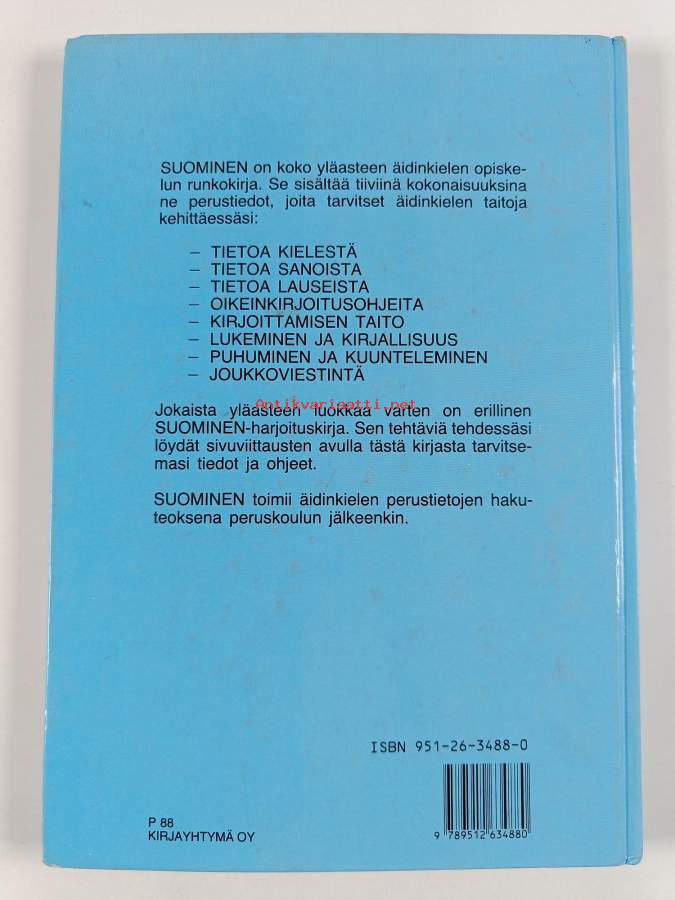 SUOMINEN on koko yläasteen äidinkielen opiske-
lun runkokirja. Se sisältää tiiviinä kokonaisuuksina
ne perustiedot, joita tarvitset äidinkielen taitoja
kehittäessäsi:
– TIETOA KIELESTÄ
– TIETOA SANOISTA
– TIETOA LAUSEISTA
– OIKEINKIRJOITUSOHJEITA
– KIRJOITTAMISEN TAITO
– LUKEMINEN JA KIRJALLISUUS
– PUHUMINEN JA KUUNTELEMINEN
– JOUKKOVIESTINTÄ
Antikvariaatti.net
Jokaista yläasteen luokkaa varten on erillinen
SUOMINEN-harjoituskirja. Sen tehtäviä tehdessäsi
löydät sivuviittausten avulla tästä kirjasta tarvitse-
masi tiedot ja ohjeet.
SUOMINEN toimii äidinkielen perustietojen haku-
teoksena peruskoulun jälkeenkin.
ISBN 951-26-3488-0
9 789512 634880
P 88
KIRJAYHTYMÄ OY